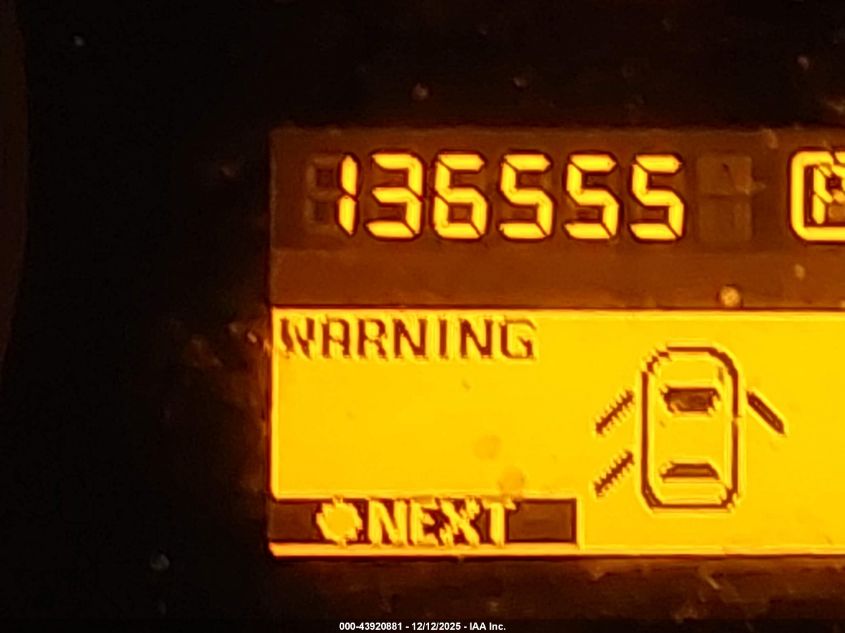 136555 P
WARNING
NEXT
000-43920881 - 12/12/2025 - IAA Inc.